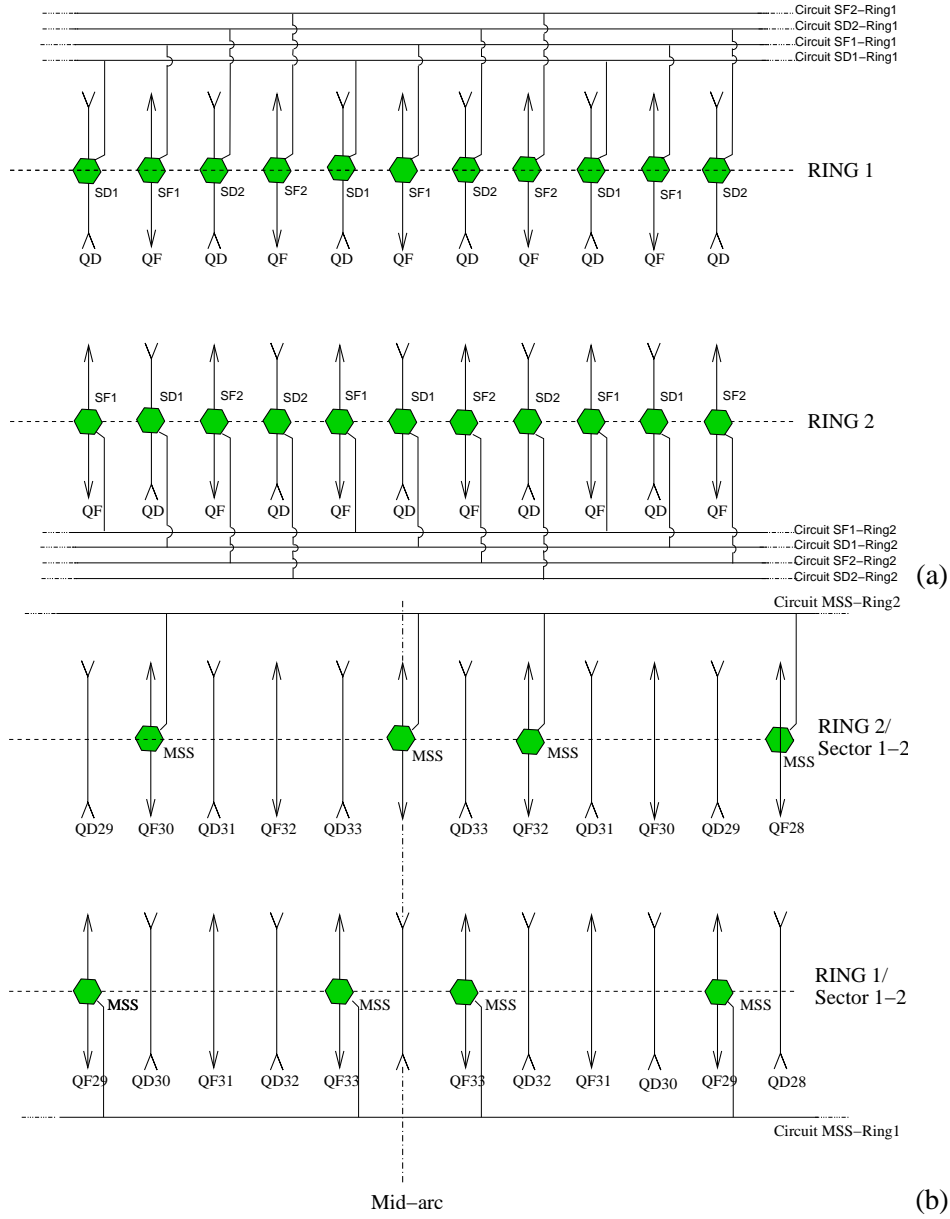 Circuit SF2−Ring1
Circuit SD2−Ring1
Circuit SF1−Ring1
Circuit SD1−Ring1
RING 1
SD1 SF1 SD2 SF2 SD1 SF1 SD2 SF2 SD1 SF1 SD2
QD QF QD QF QD QF QD QF QD QF QD
SF1 SD1 SF2 SD2 SF1 SD1 SF2 SD2 SF1 SD1 SF2
RING 2
QF QD QF QD QF QD QF QD QF QD QF
Circuit SF1−Ring2
Circuit SD1−Ring2
Circuit SF2−Ring2
Circuit SD2−Ring2
(a)
Circuit MSS−Ring2
RING 2/
Sector 1−2
MSS MSS MSS MSS
QD29 QF30 QD31 QF32 QD33 QD33 QF32 QD31 QF30 QD29 QF28
RING 1/
Sector 1−2
MSS MSS MSS MSS
QF29 QD30 QF31 QD32 QF33 QF33 QD32 QF31 QD30 QF29 QD28
Circuit MSS−Ring1
Mid−arc
(b)